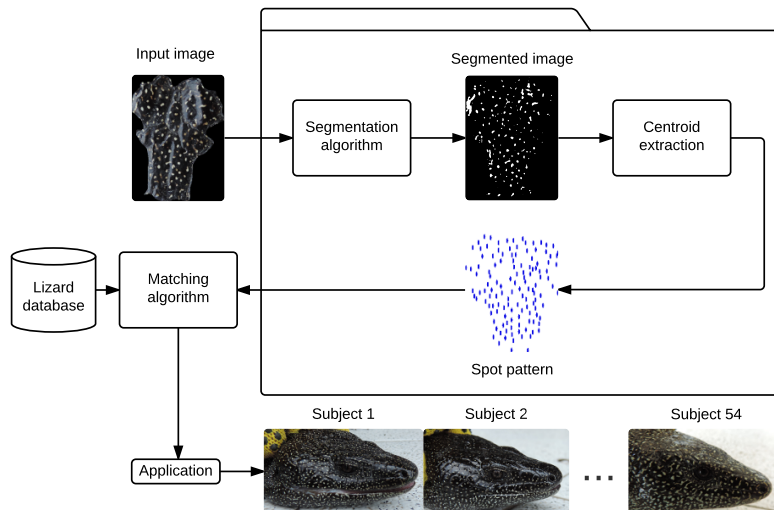 Input image
Segmented image
Segmentation
algorithm
Centroid
extraction
Lizard
database
Matching
algorithm
Spot pattern
Subject 1
Subject 2
Subject 54
Application
...